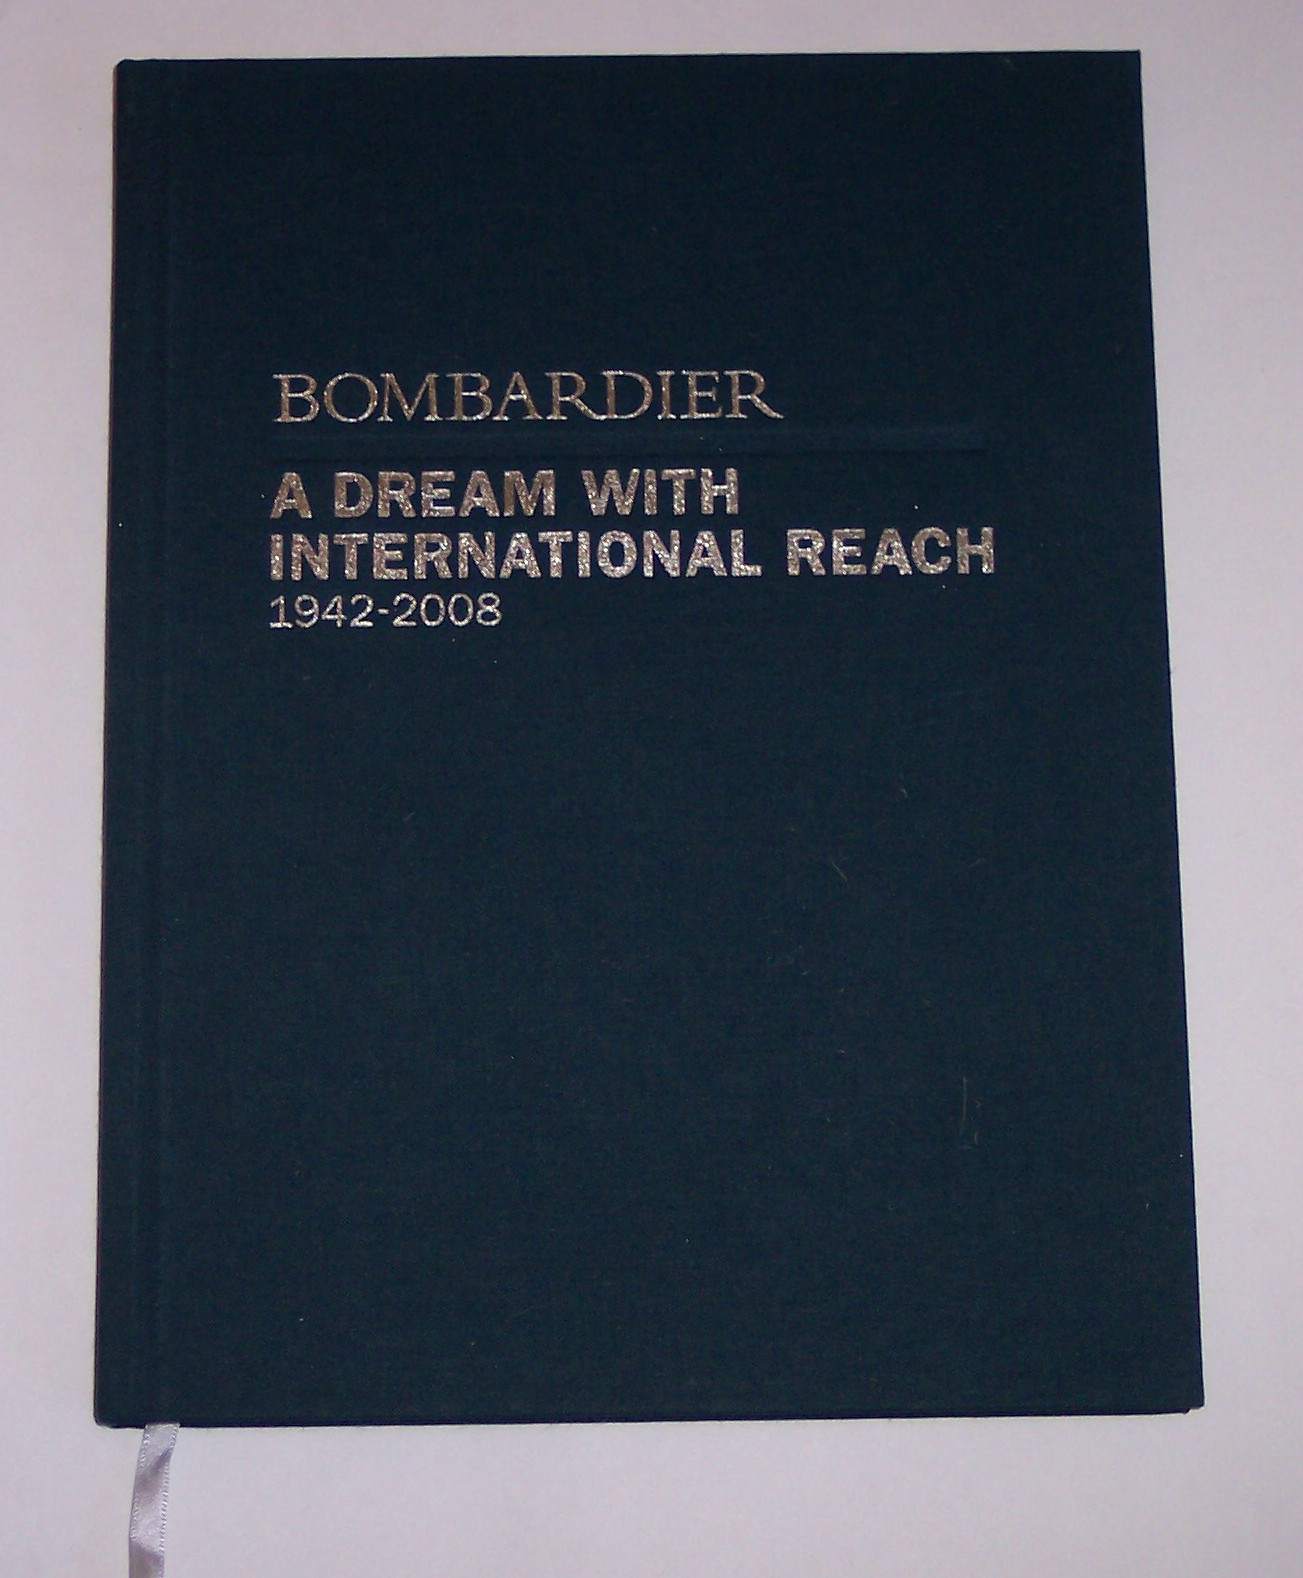 BOMBARDIER
A DREAM WITH
INTERNATIONAL REACH
1942-2008